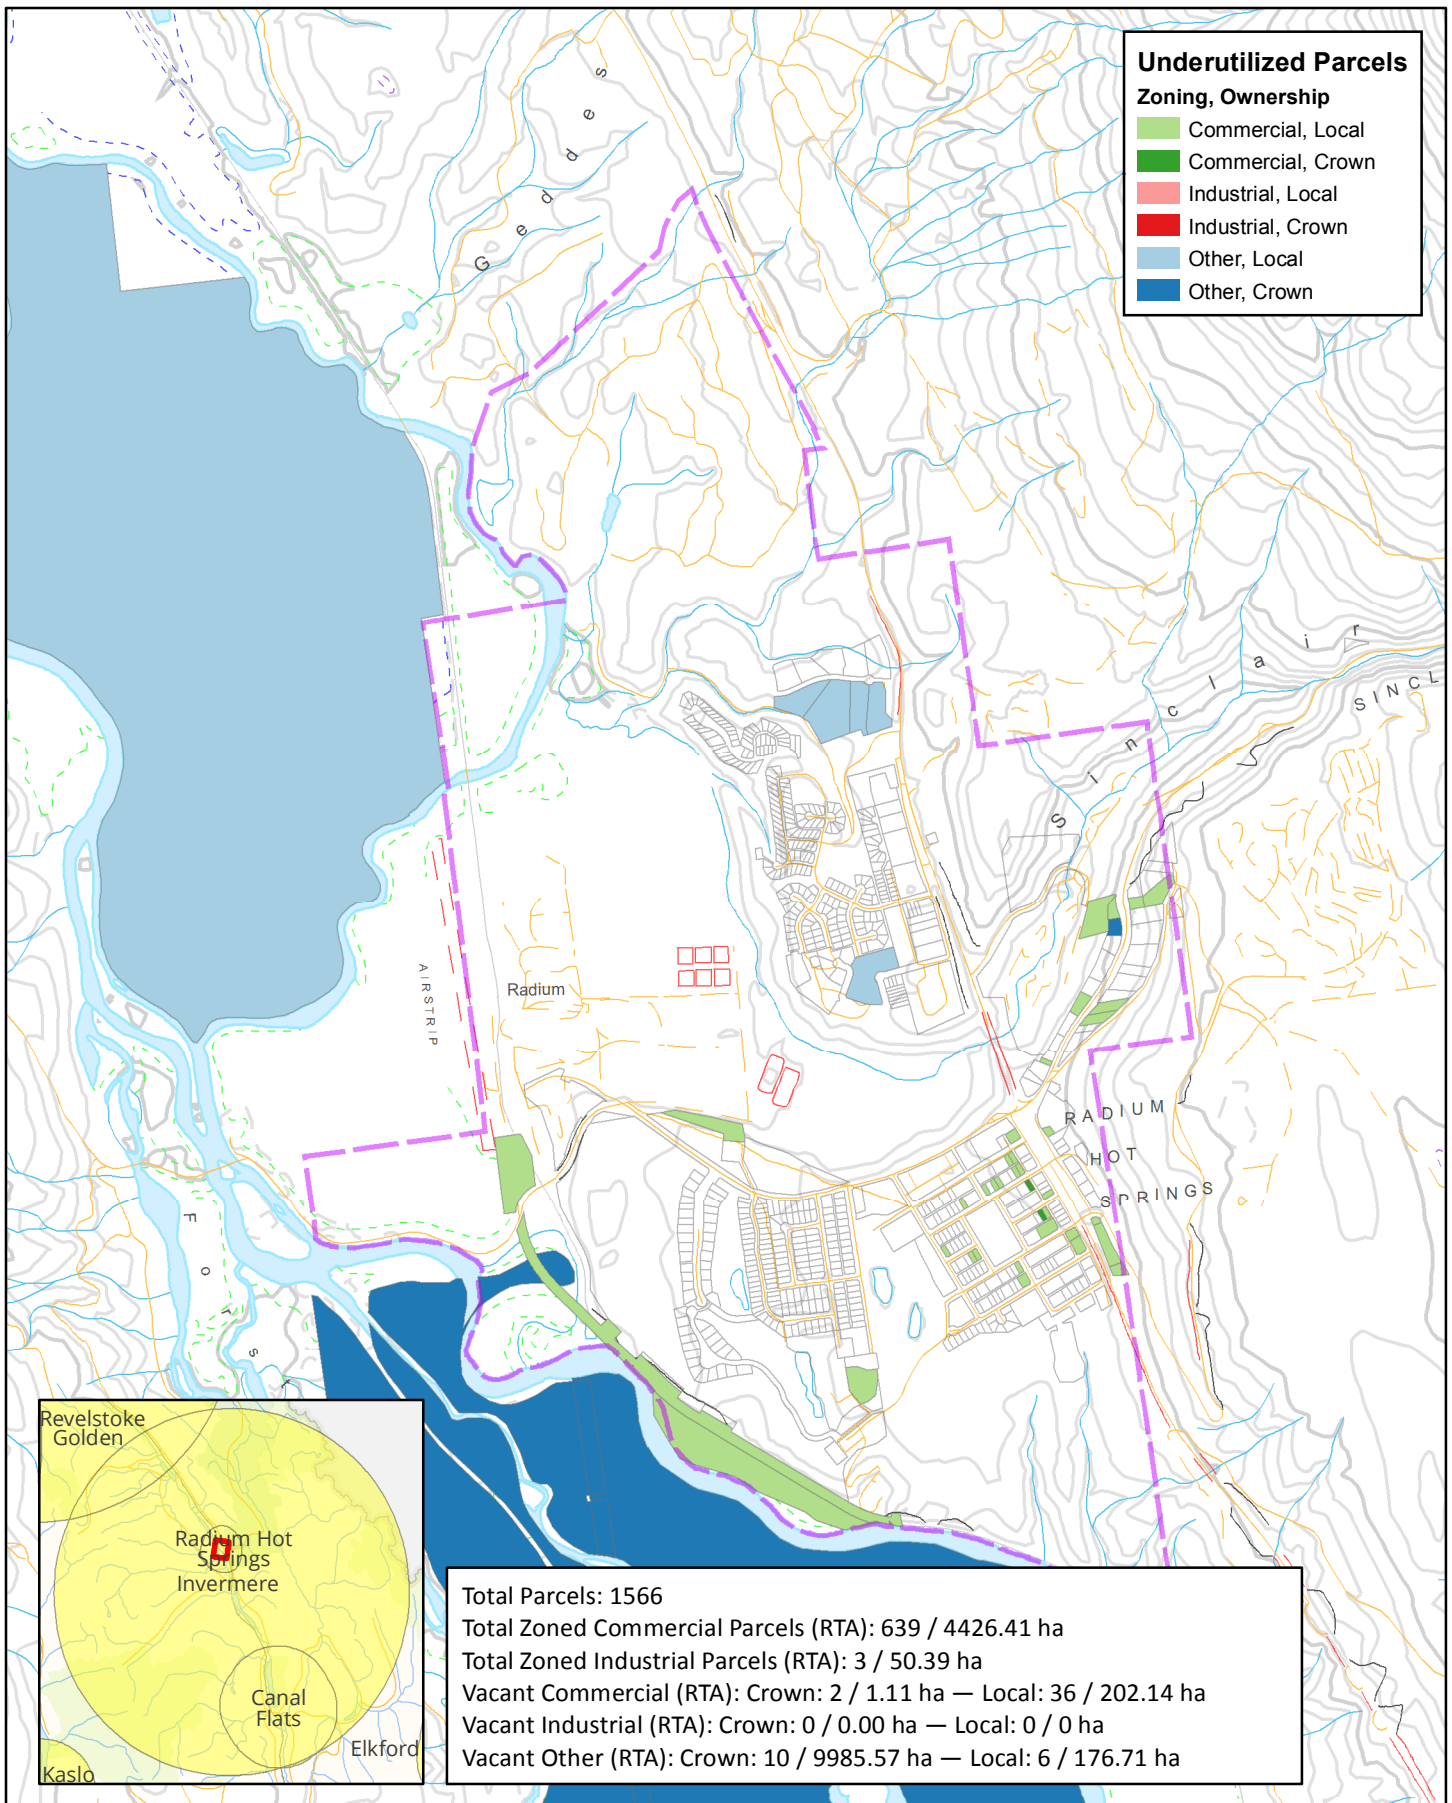 Underutilized Parcels
Zoning, Ownership
Commercial, Local
Commercial, Crown
Industrial, Local
Industrial, Crown
Other, Local
Other, Crown
Geddes
Sinclair
SINCL
AIRSTRIP
Radium
RADIUM
HOT
SPRINGS
Forst
Revelstoke
Golden
Radium Hot
Springs
Invermere
Canal
Flats
Elkford
Kaslo
Total Parcels: 1566
Total Zoned Commercial Parcels (RTA): 639 / 4426.41 ha
Total Zoned Industrial Parcels (RTA): 3 / 50.39 ha
Vacant Commercial (RTA): Crown: 2 / 1.11 ha — Local: 36 / 202.14 ha
Vacant Industrial (RTA): Crown: 0 / 0.00 ha — Local: 0 / 0 ha
Vacant Other (RTA): Crown: 10 / 9985.57 ha — Local: 6 / 176.71 ha